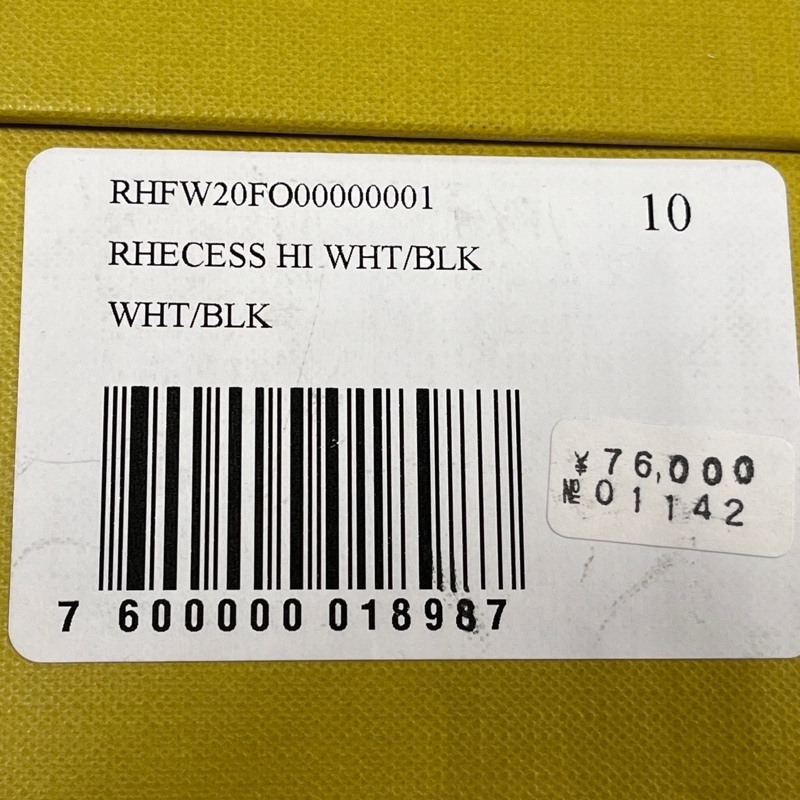 RHFW20FO00000001
10
RHECESS HI WHT/BLK
WHT/BLK
¥76,000
№01142
7 600000 018987